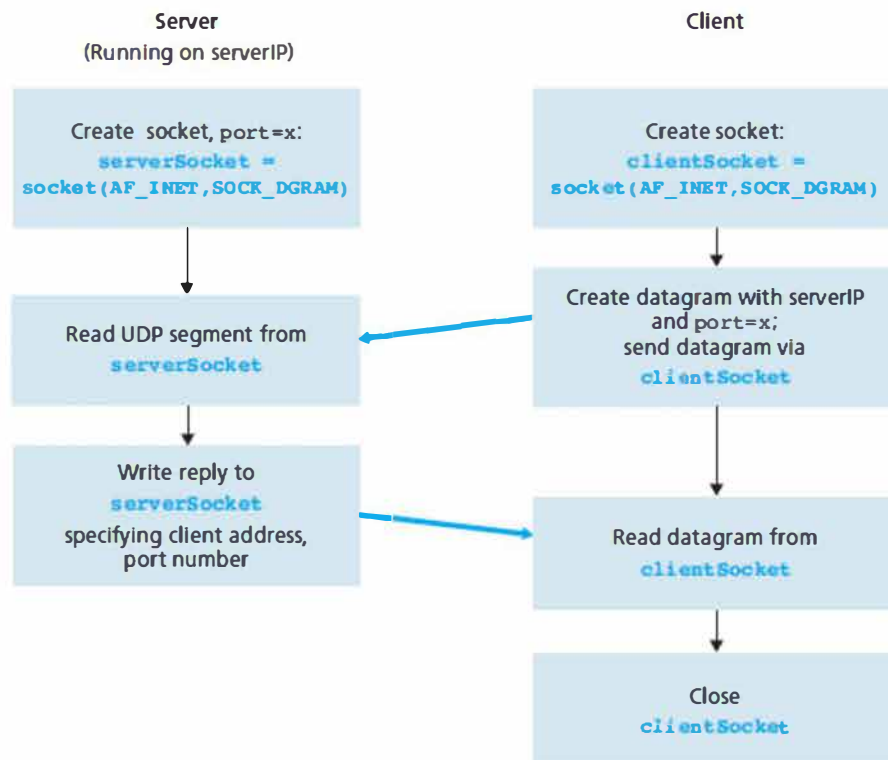 Server
(Running on serverIP)
Create socket, port=x:
serverSocket =
socket(AF_INET,SOCK_DGRAM)
Read UDP segment from
serverSocket
Write reply to
serverSocket
specifying client address,
port number
Client
Create socket:
clientSocket =
socket(AF_INET,SOCK_DGRAM)
Create datagram with serverIP
and port=x;
send datagram via
clientSocket
Read datagram from
clientSocket
Close
clientSocket